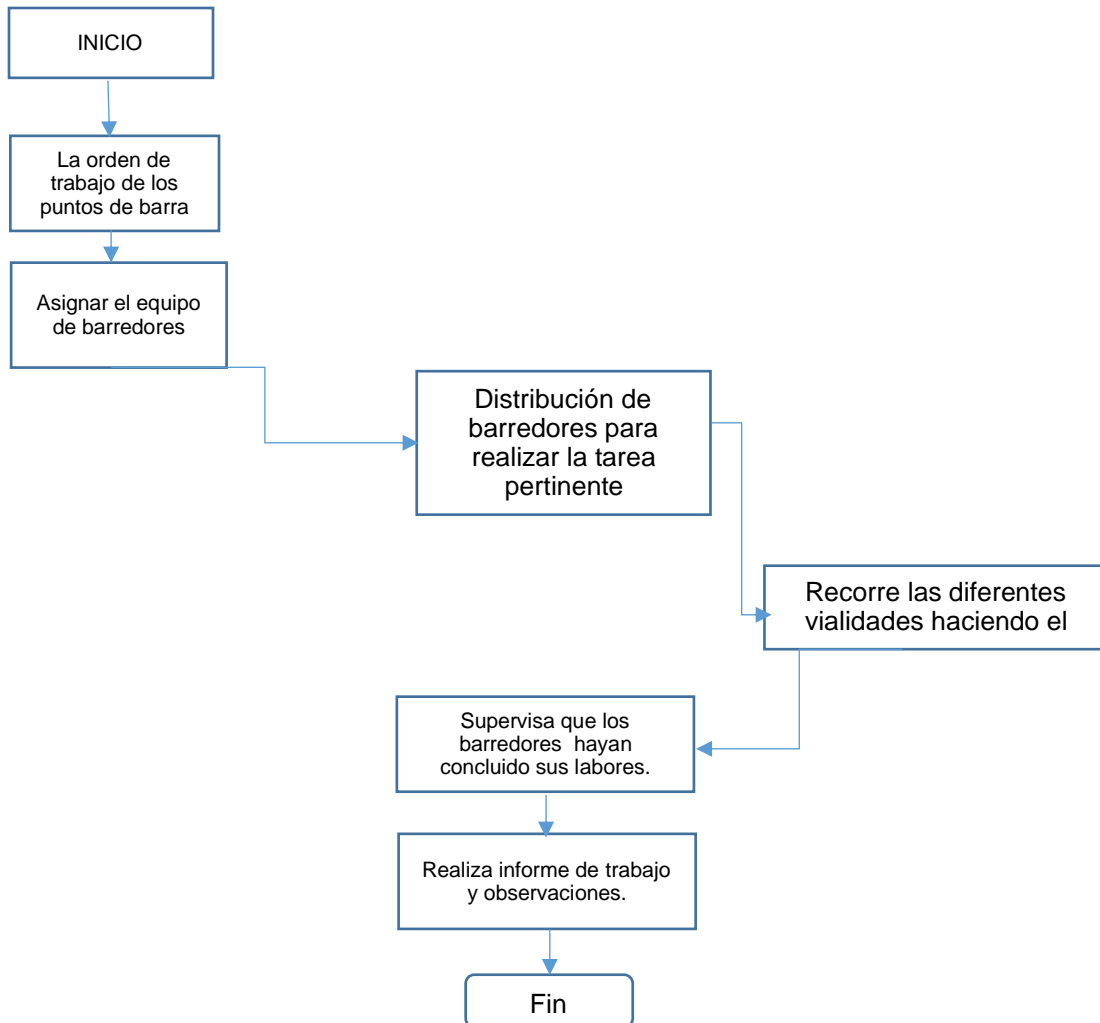 INICIO
La orden de
trabajo de los
puntos de barra
Asignar el equipo
de barredores
Distribución de
barredores para
realizar la tarea
pertinente
Recorre las diferentes
vialidades haciendo el
Supervisa que los
barredores hayan
concluido sus labores.
Realiza informe de trabajo
y observaciones.
Fin